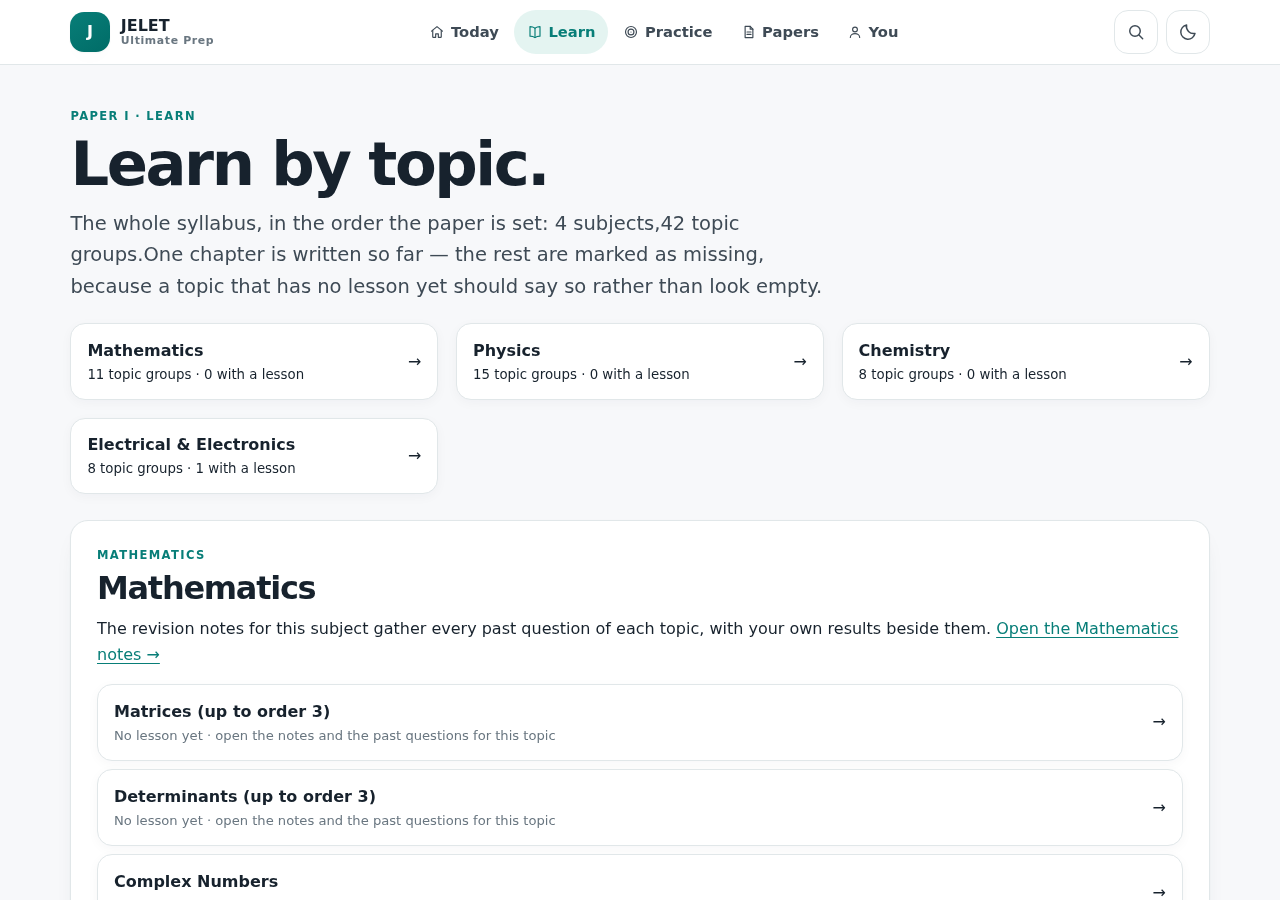 J
JELET
Ultimate Prep
Today
Learn
Practice
Papers
You
PAPER I · LEARN
Learn by topic.
The whole syllabus, in the order the paper is set: 4 subjects,42 topic
groups.One chapter is written so far — the rest are marked as missing,
because a topic that has no lesson yet should say so rather than look empty.
Mathematics
11 topic groups · 0 with a lesson
→
Physics
15 topic groups · 0 with a lesson
→
Chemistry
8 topic groups · 0 with a lesson
→
Electrical & Electronics
8 topic groups · 1 with a lesson
→
MATHEMATICS
Mathematics
The revision notes for this subject gather every past question of each topic, with your own results beside them. Open the Mathematics
notes →
Matrices (up to order 3)
No lesson yet · open the notes and the past questions for this topic
→
Determinants (up to order 3)
No lesson yet · open the notes and the past questions for this topic
→
Complex Numbers
→